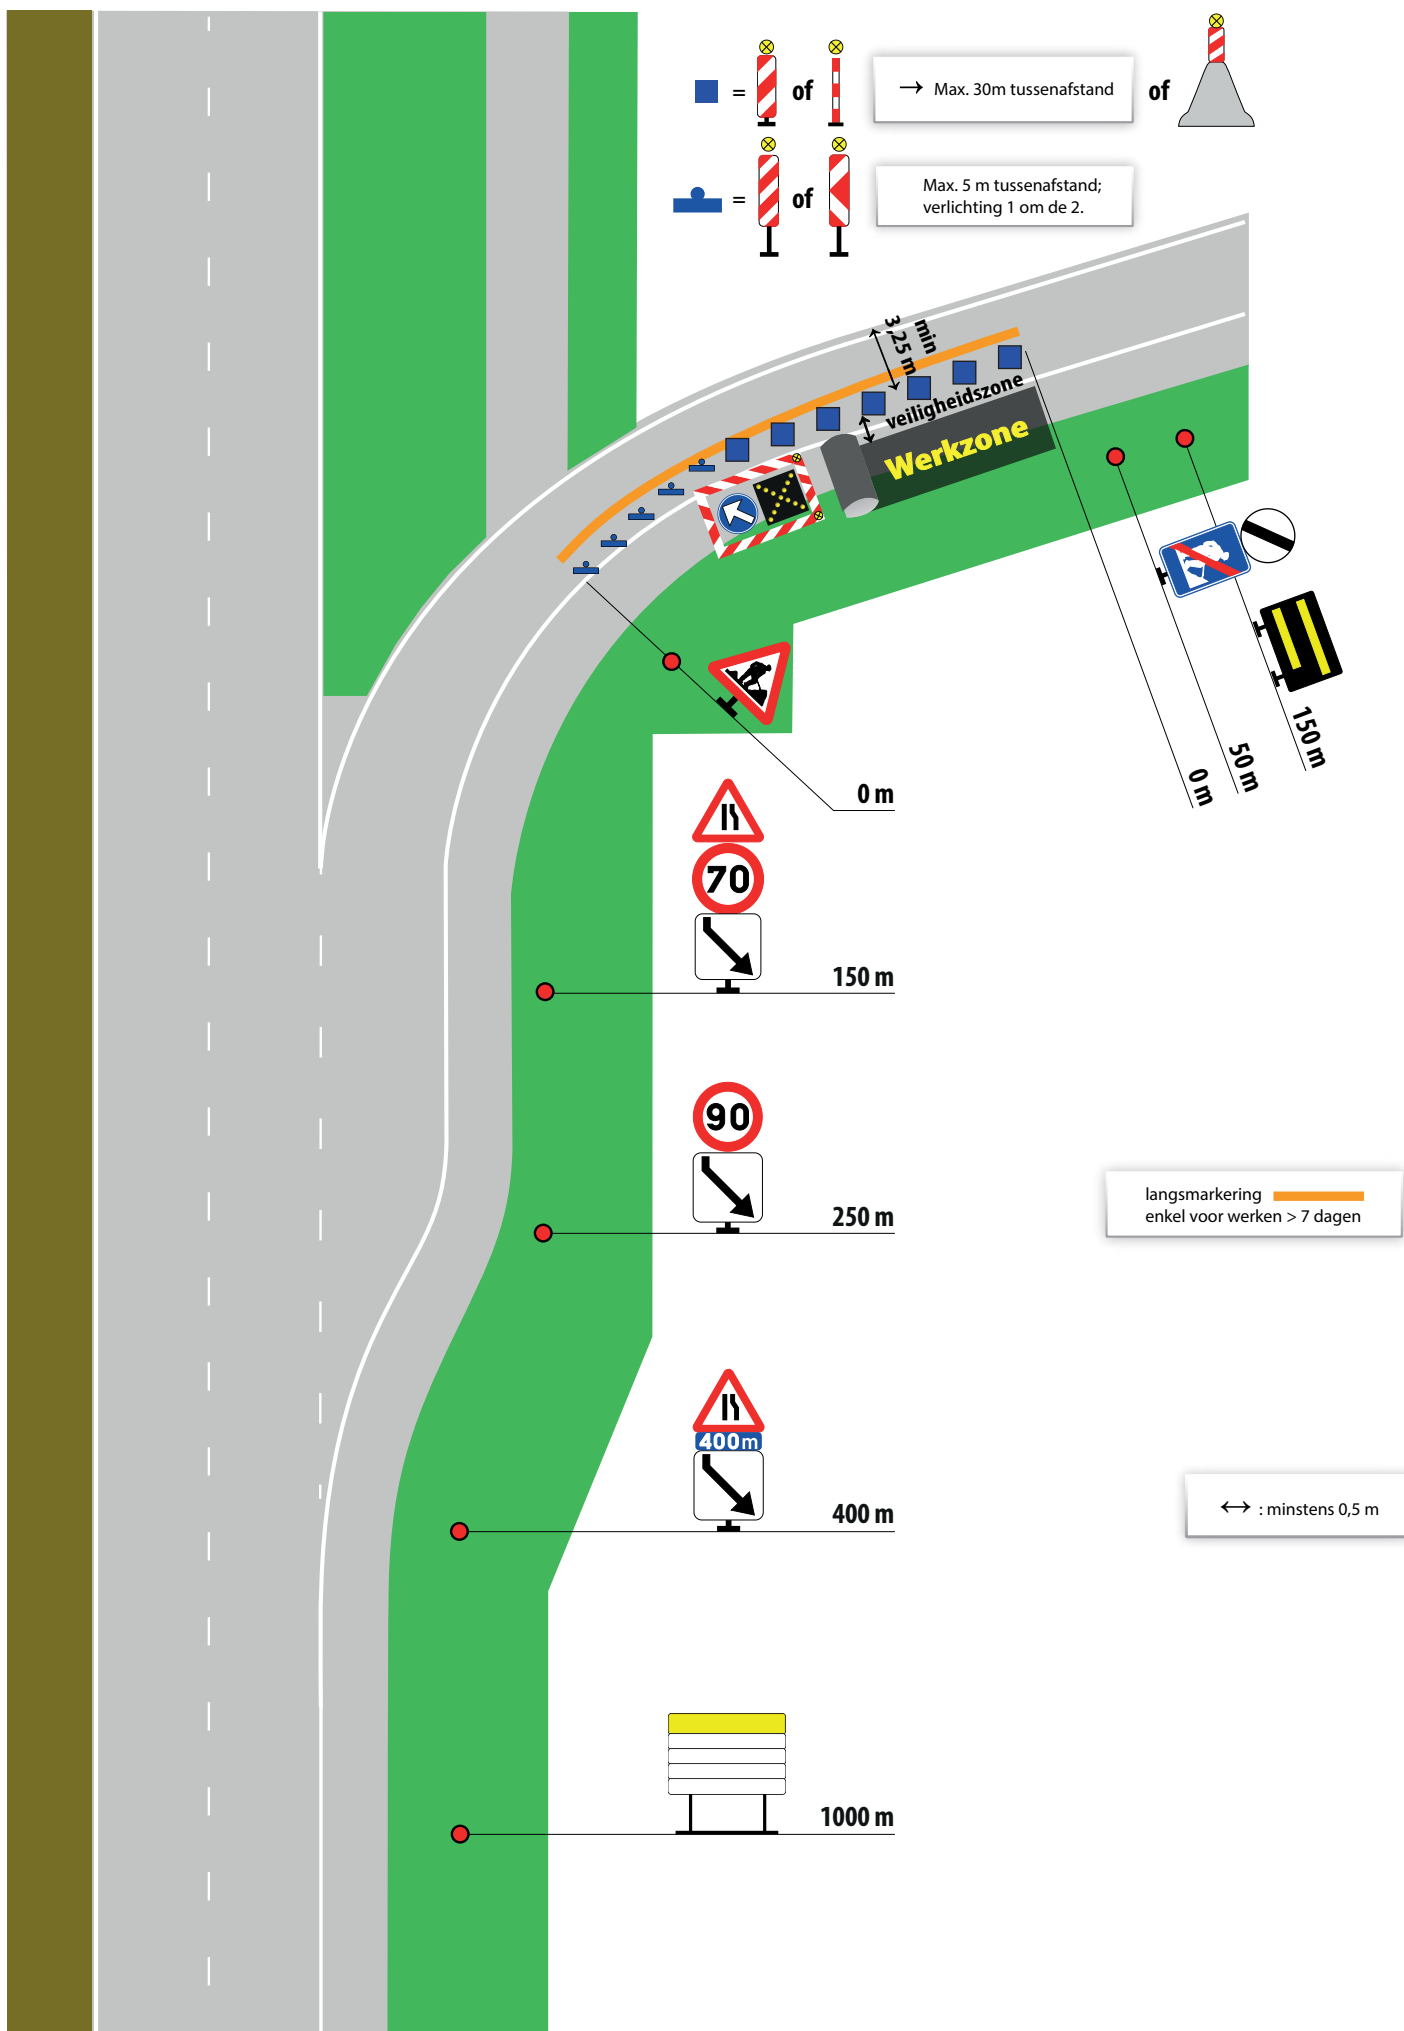 = of → Max. 30m tussenafstand of
= of Max. 5 m tussenafstand;
verlichting 1 om de 2.
min
3,25 m
veiligheidszone
Werkzone
150 m
50 m
0 m
0 m
70
150 m
90
250 m
langsmarkering
enkel voor werken > 7 dagen
400m
400 m
↔ : minstens 0,5 m
1000 m